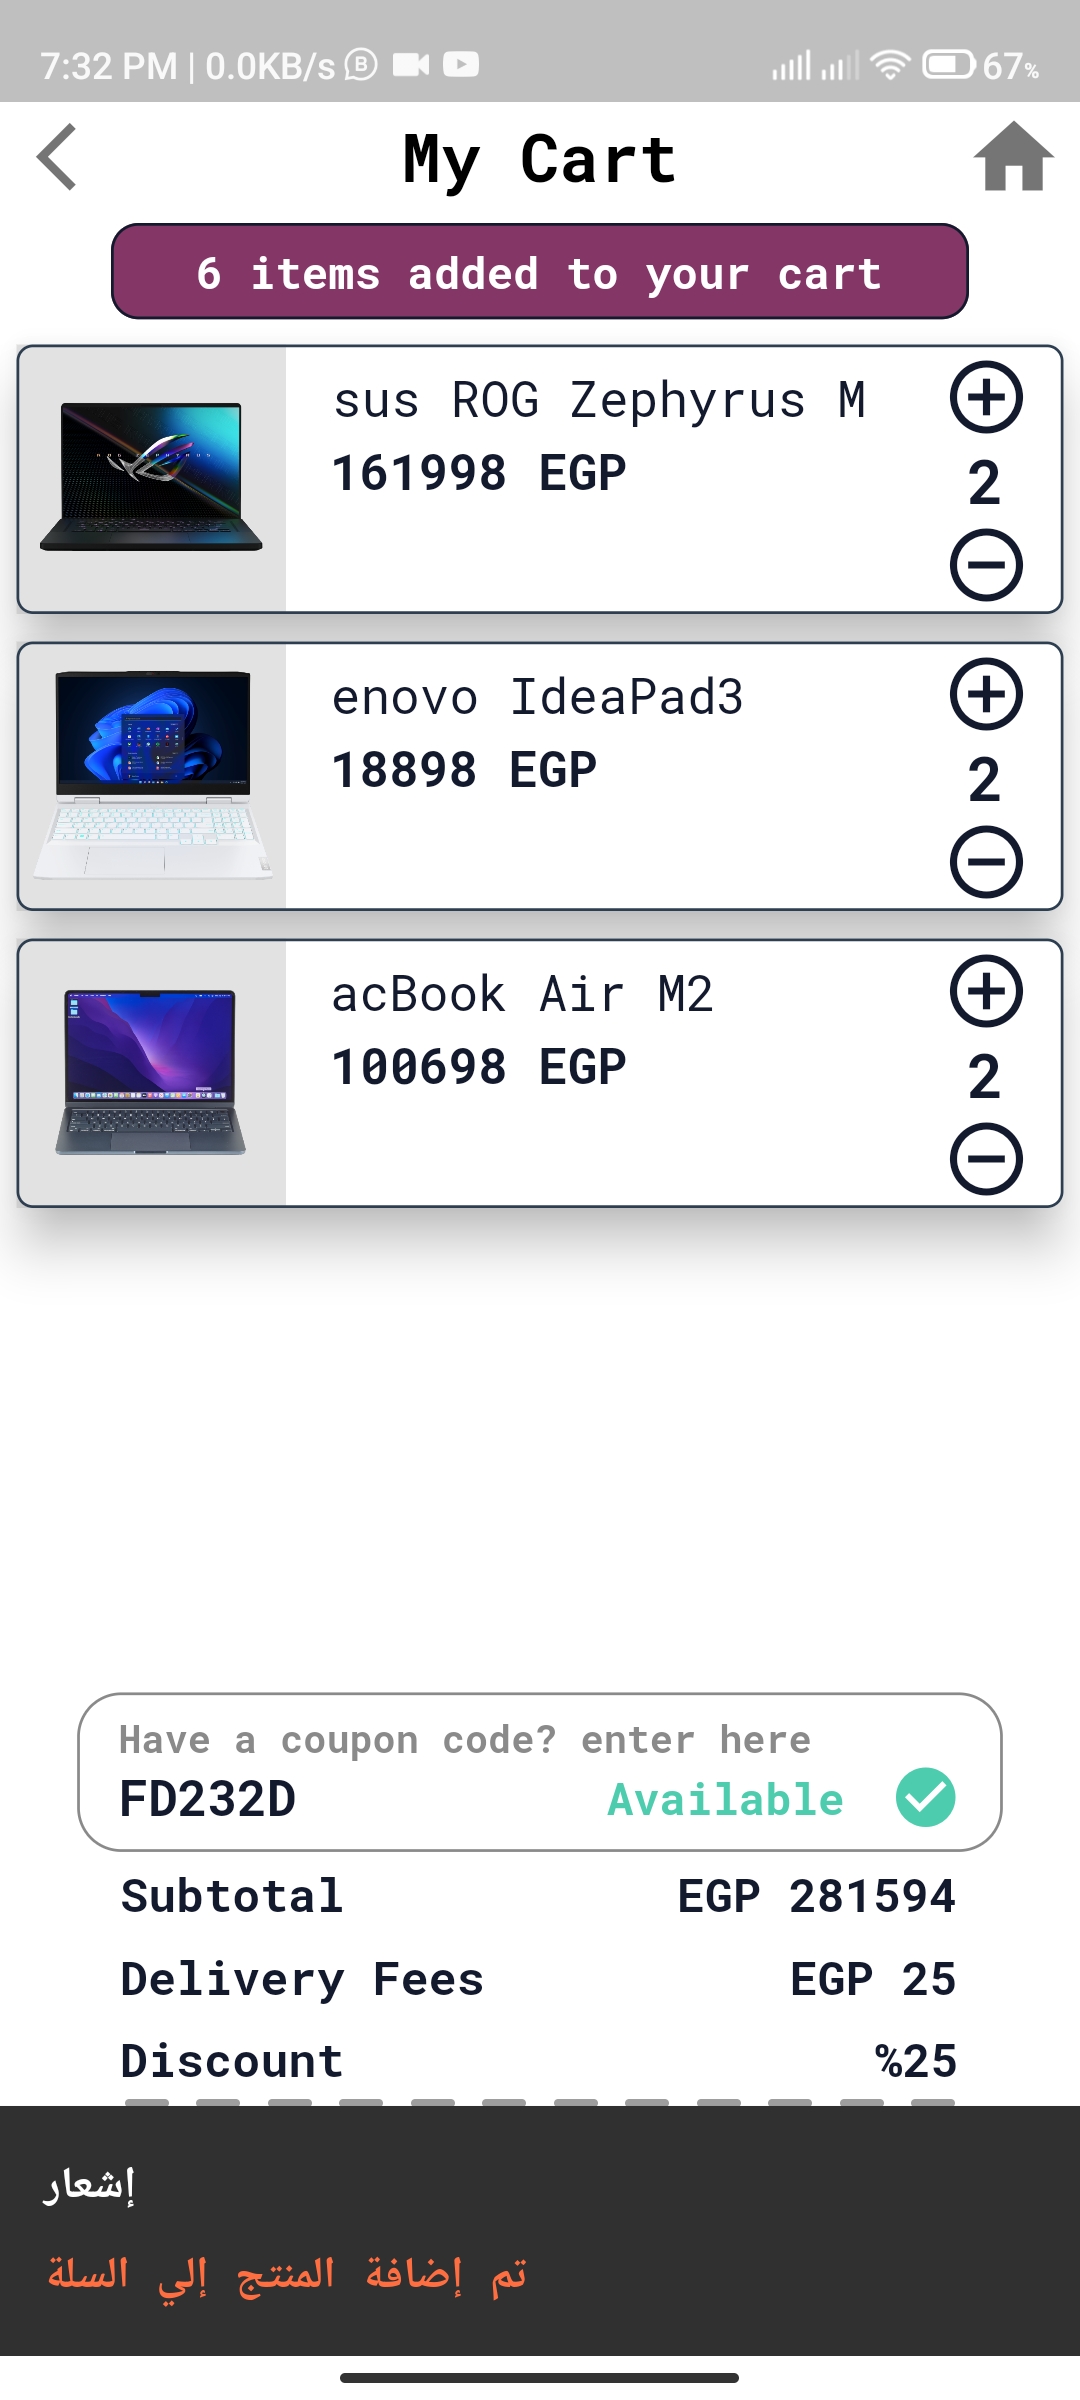 7:32 PM | 0.0KB/s
67%
My Cart
6 items added to your cart
sus ROG Zephyrus M
161998 EGP
2
enovo IdeaPad3
18898 EGP
2
acBook Air M2
100698 EGP
2
Have a coupon code? enter here
FD232D Available
Subtotal EGP 281594
Delivery Fees EGP 25
Discount %25
إشعار
تم إضافة المنتج إلي السلة